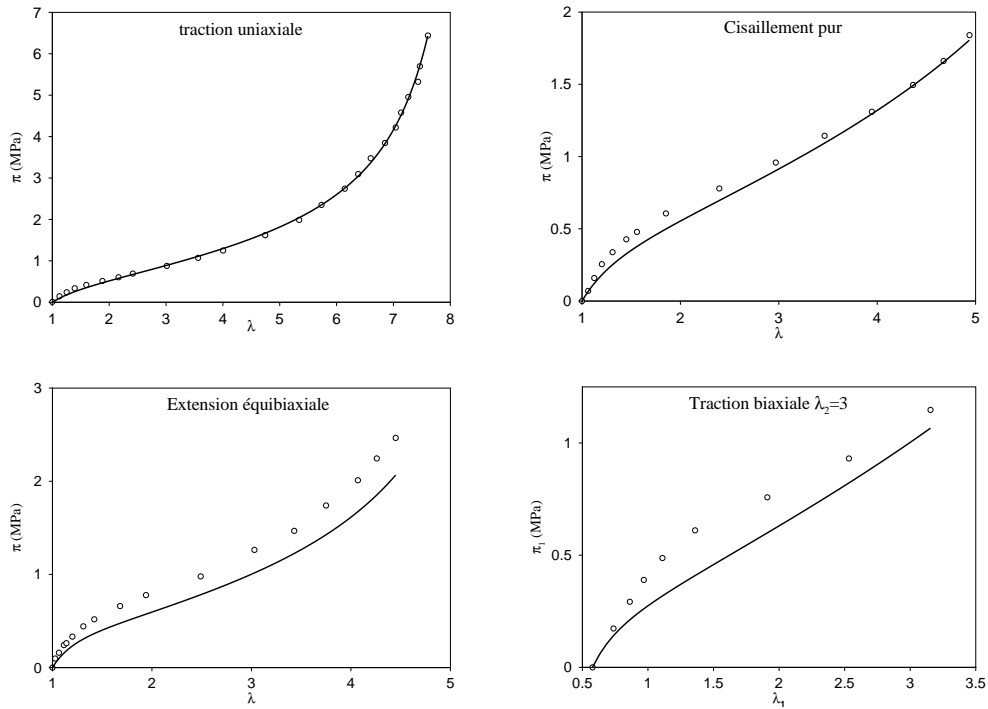 traction uniaxiale
7
6
5
4
3
2
1
0
π (MPa)
1 2 3 4 5 6 7 8
λ
Cisaillement pur
2
1.5
1
0.5
0
π (MPa)
1 2 3 4 5
λ
Extension équibiaxiale
3
2
1
0
π (MPa)
1 2 3 4 5
λ
Traction biaxiale λ₂=3
1
0.5
0
π₁ (MPa)
0.5 1 1.5 2 2.5 3 3.5
λ₁